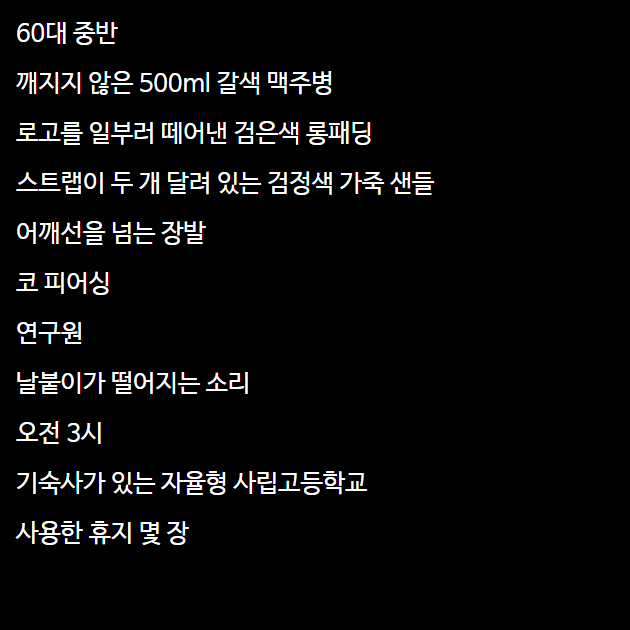 60대 중반
깨지지 않은 500ml 갈색 맥주병
로고를 일부러 떼어낸 검은색 롱패딩
스트랩이 두 개 달려 있는 검정색 가죽 샌들
어깨선을 넘는 장발
코 피어싱
연구원
날붙이가 떨어지는 소리
오전 3시
기숙사가 있는 자율형 사립고등학교
사용한 휴지 몇 장